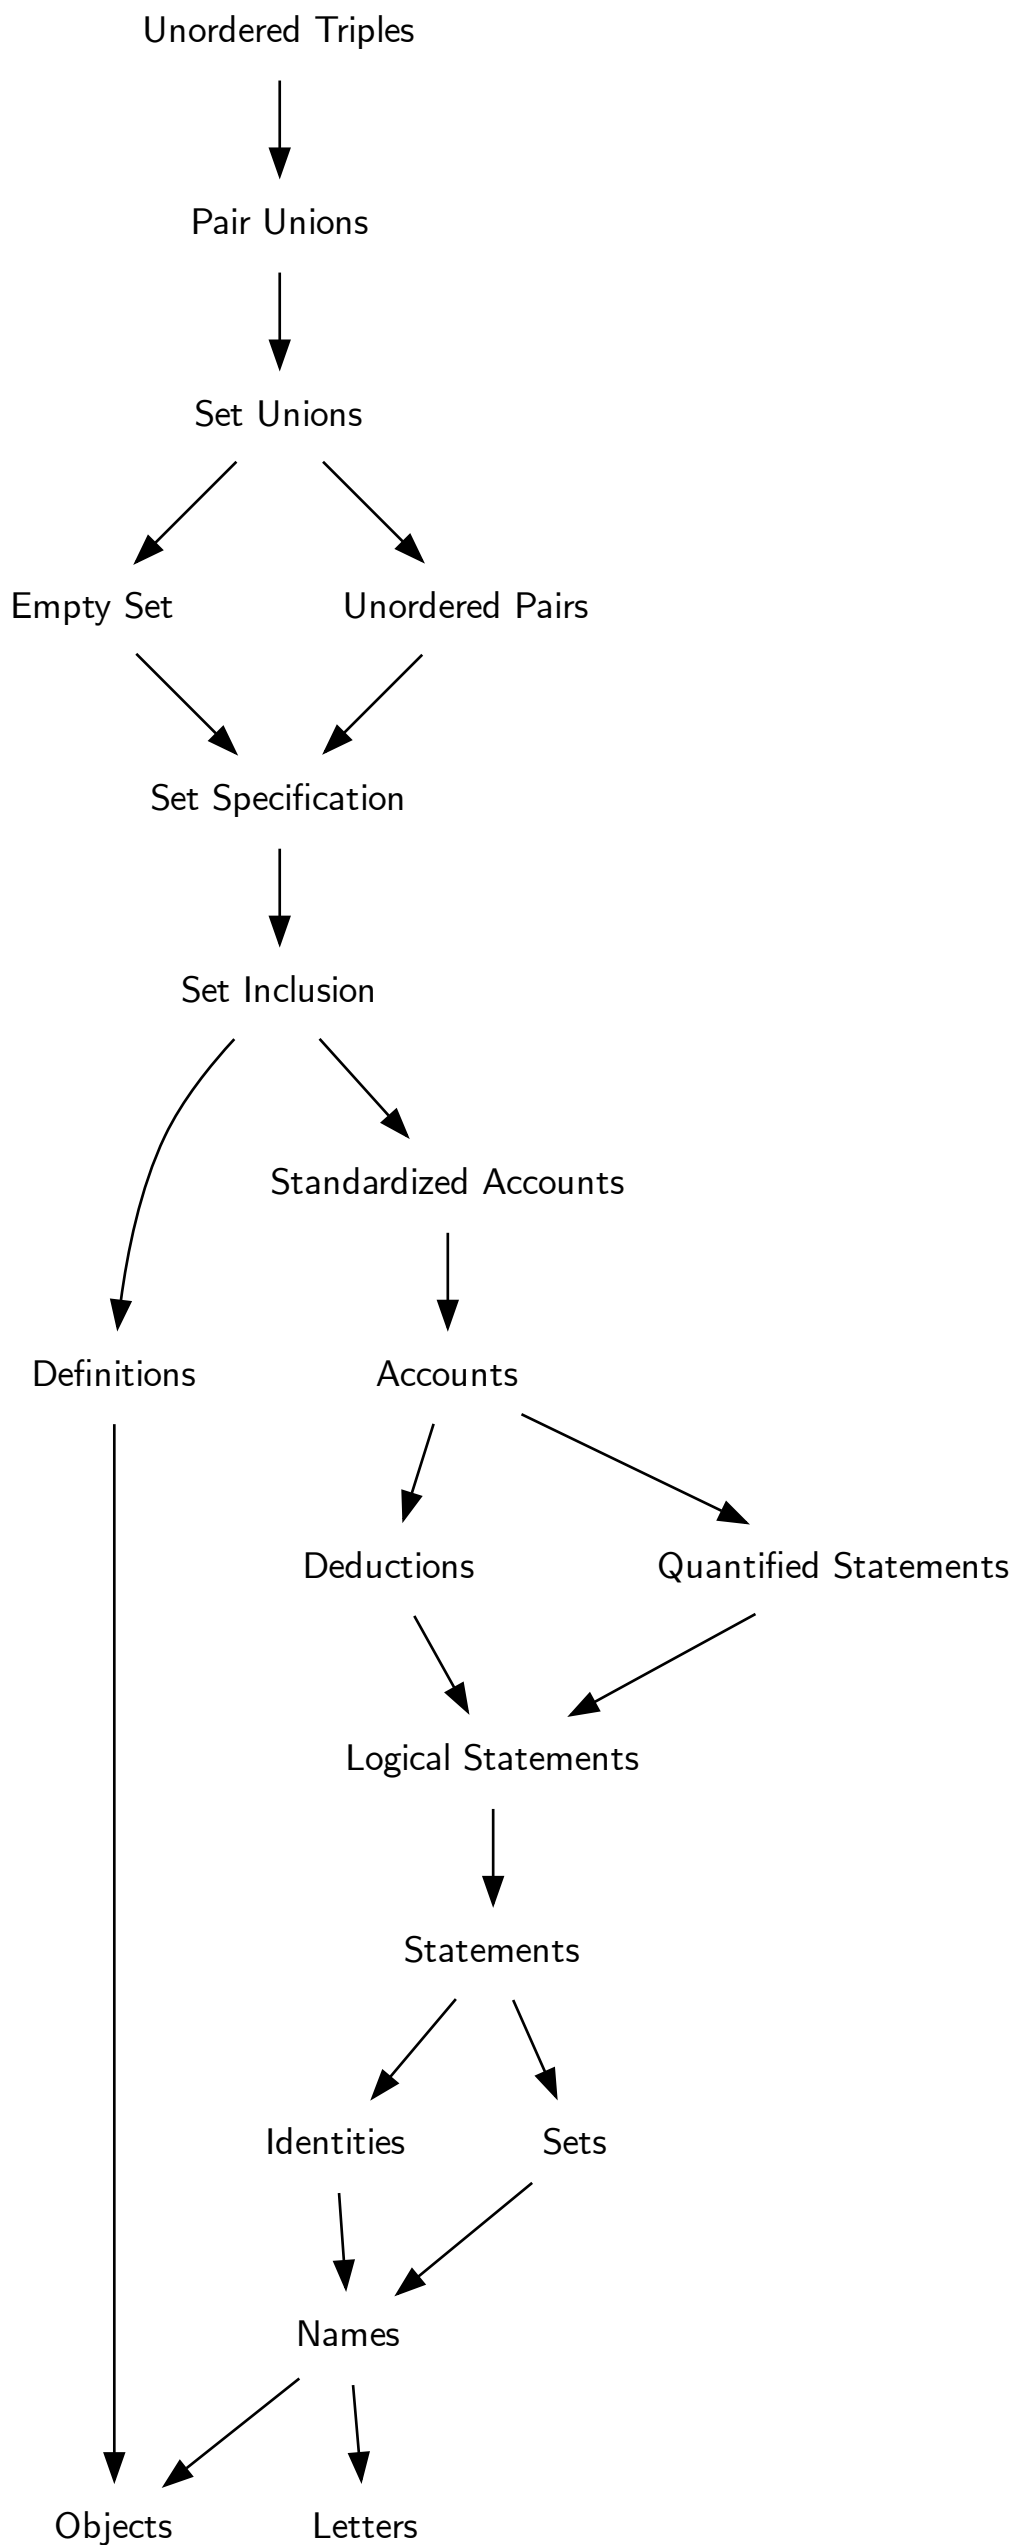 Unordered Triples
Pair Unions
Set Unions
Empty Set
Unordered Pairs
Set Specification
Set Inclusion
Standardized Accounts
Definitions
Accounts
Deductions
Quantified Statements
Logical Statements
Statements
Identities
Sets
Names
Objects
Letters